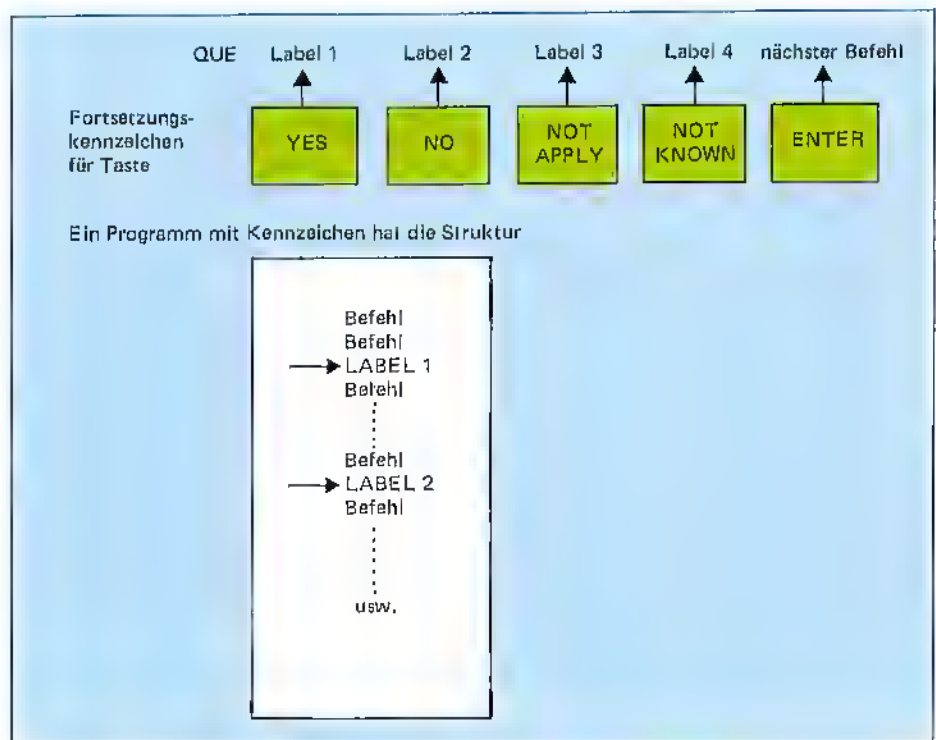 QUE Label 1 Label 2 Label 3 Label 4 nächster Befehl
Fortsetzungs-
kennzeichen
für Taste
YES
NO
NOT
APPLY
NOT
KNOWN
ENTER
Ein Programm mit Kennzeichen hat die Struktur
Befehl
Befehl
LABEL 1
Befehl
Befehl
LABEL 2
Befehl
usw.